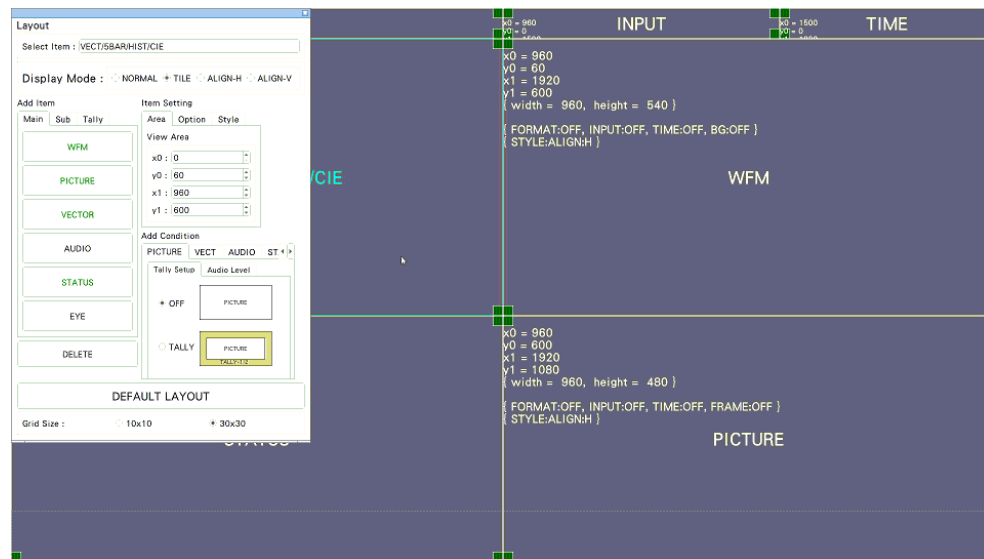 Layout
Select Item : VECT/5BAR/HIST/CIE
Display Mode : NORMAL TILE ALIGN-H ALIGN-V
Add Item
Main Sub Tally
WFM
PICTURE
VECTOR
AUDIO
STATUS
EYE
DELETE
Item Setting
Area Option Style
View Area
x0 : 0
y0 : 60
x1 : 960
y1 : 600
Add Condition
PICTURE VECT AUDIO ST
Tally Setup Audio Level
OFF PICTURE
TALLY PICTURE
TALLY-1/2
DEFAULT LAYOUT
Grid Size : 10x10 30x30
x0 = 960
y0 = 0
INPUT
x0 = 1500
y0 = 0
TIME
/CIE
x0 = 960
y0 = 60
x1 = 1920
y1 = 600
{ width = 960, height = 540 }
{ FORMAT:OFF, INPUT:OFF, TIME:OFF, BG:OFF }
{ STYLE:ALIGN:H }
WFM
STATUS
x0 = 960
y0 = 600
x1 = 1920
y1 = 1080
{ width = 960, height = 480 }
{ FORMAT:OFF, INPUT:OFF, TIME:OFF, FRAME:OFF }
{ STYLE:ALIGN:H }
PICTURE